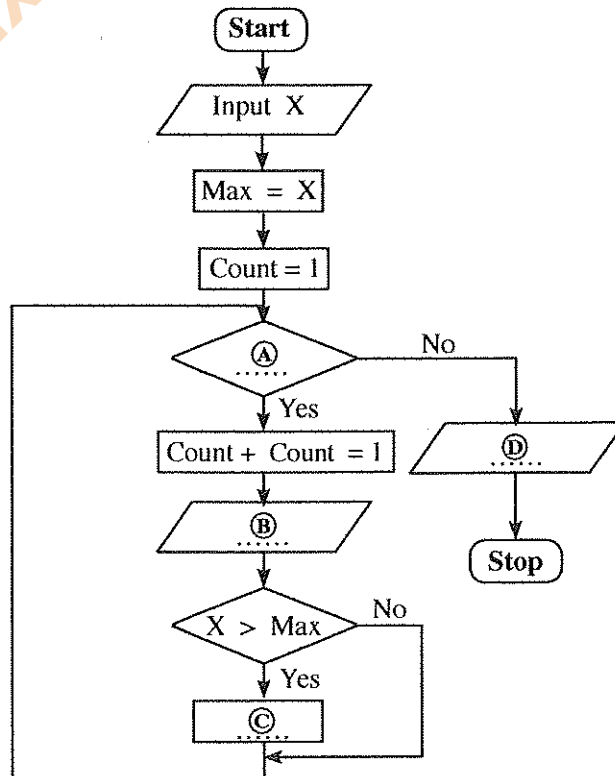 Start
Input X
Max = X
Count = 1
Ⓐ
......
No
Yes
Count + Count = 1
Ⓓ
......
Ⓑ
......
Stop
X > Max
No
Yes
Ⓒ
......